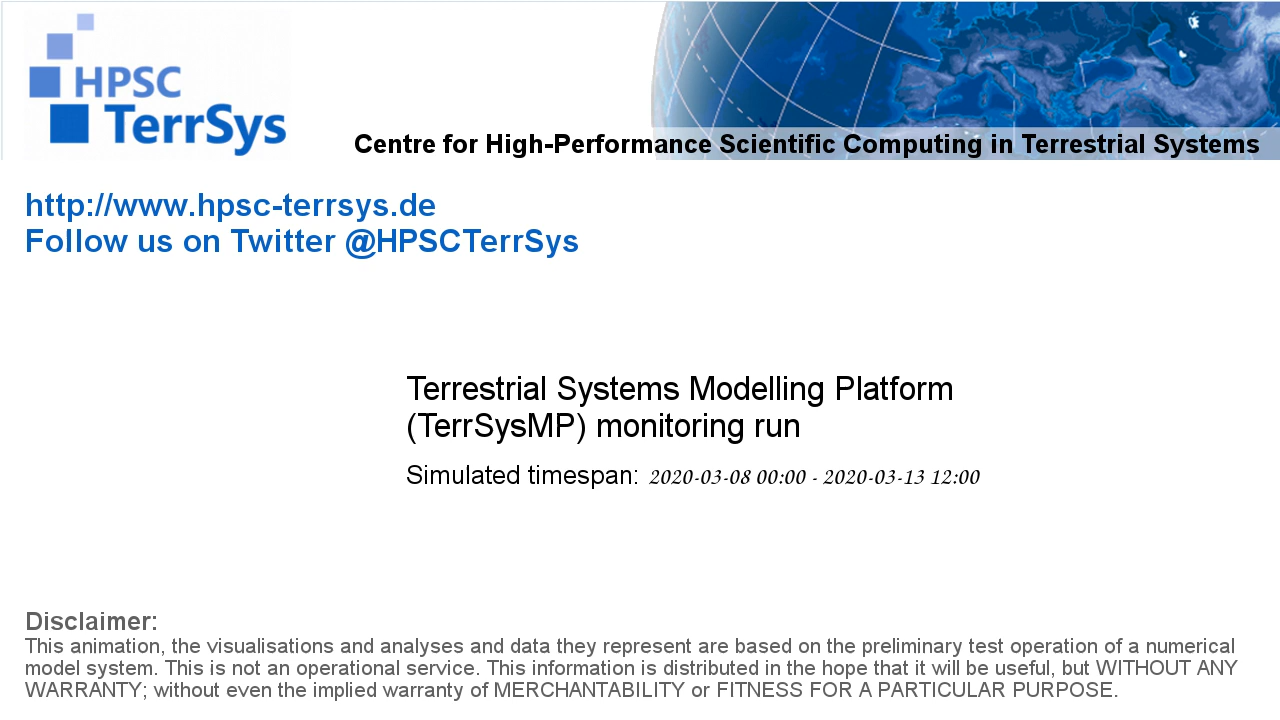 HPSC
TerrSys
Centre for High-Performance Scientific Computing in Terrestrial Systems
http://www.hpsc-terrsys.de
Follow us on Twitter @HPSCTerrSys
Terrestrial Systems Modelling Platform
(TerrSysMP) monitoring run
Simulated timespan: 2020-03-08 00:00 - 2020-03-13 12:00
Disclaimer:
This animation, the visualisations and analyses and data they represent are based on the preliminary test operation of a numerical
model system. This is not an operational service. This information is distributed in the hope that it will be useful, but WITHOUT ANY
WARRANTY; without even the implied warranty of MERCHANTABILITY or FITNESS FOR A PARTICULAR PURPOSE.